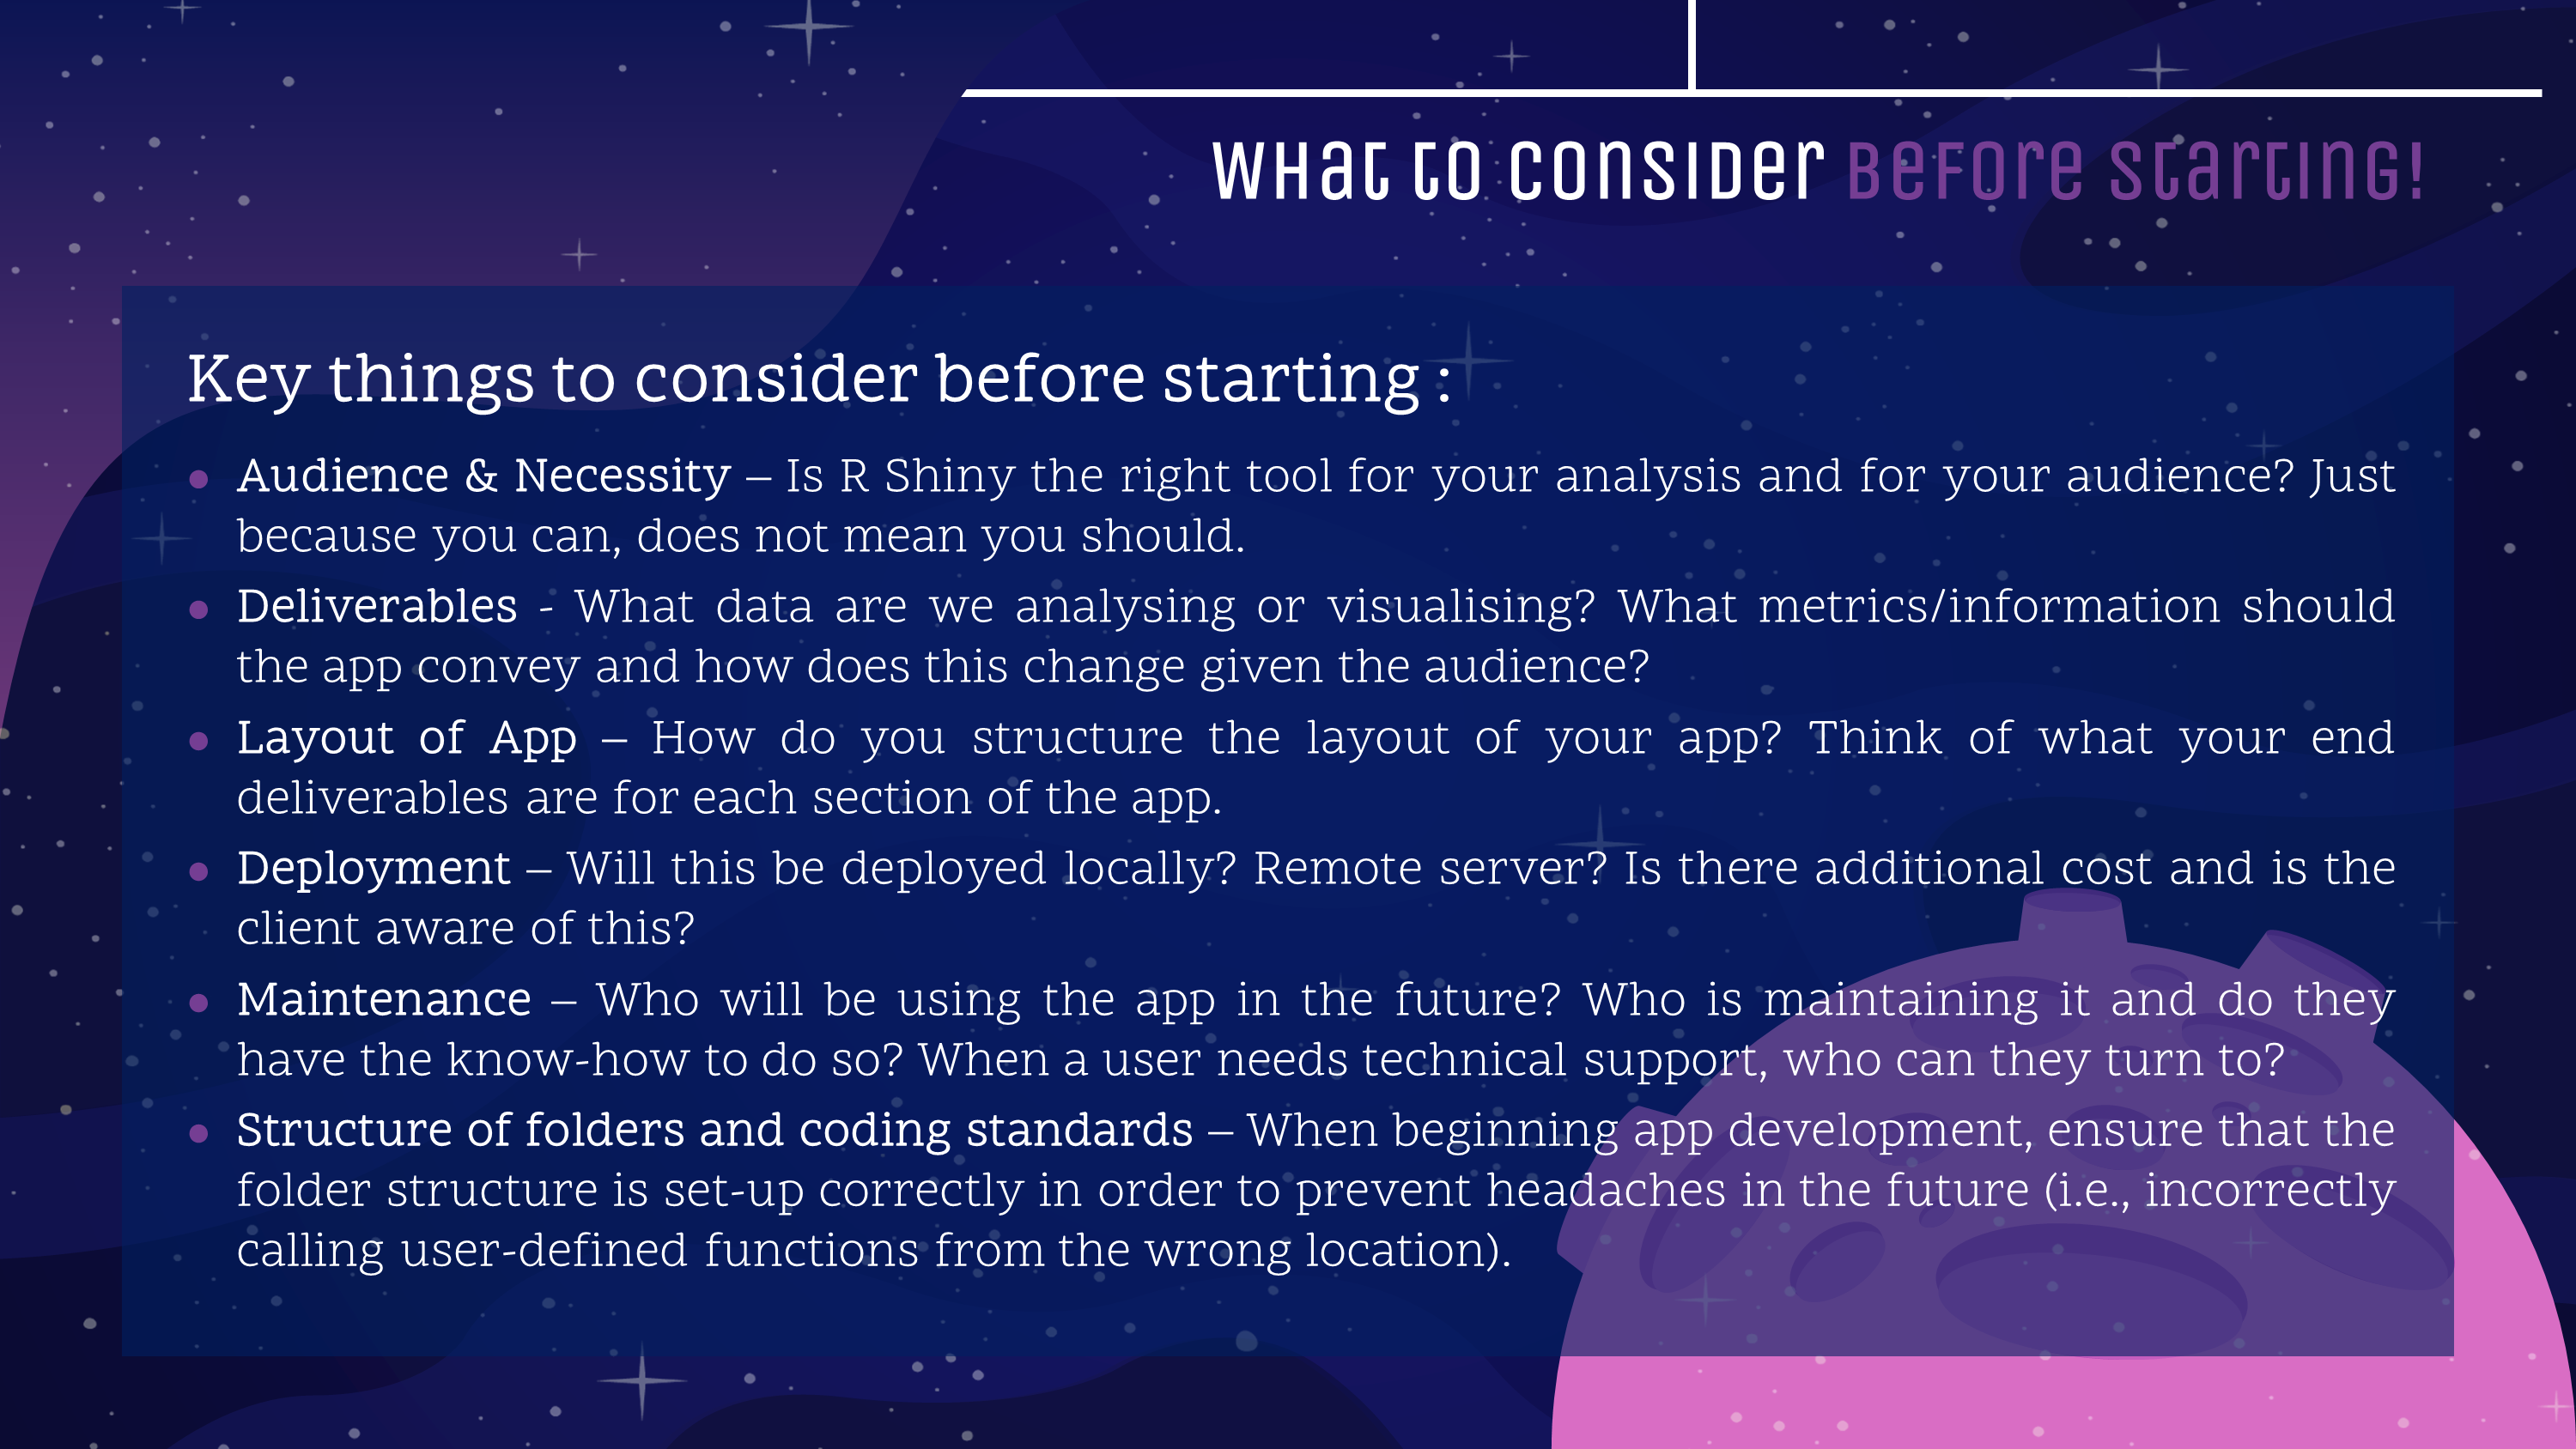 What to consider before starting!
Key things to consider before starting :
● Audience & Necessity – Is R Shiny the right tool for your analysis and for your audience? Just
because you can, does not mean you should.
● Deliverables - What data are we analysing or visualising? What metrics/information should
the app convey and how does this change given the audience?
● Layout of App – How do you structure the layout of your app? Think of what your end
deliverables are for each section of the app.
● Deployment – Will this be deployed locally? Remote server? Is there additional cost and is the
client aware of this?
● Maintenance – Who will be using the app in the future? Who is maintaining it and do they
have the know-how to do so? When a user needs technical support, who can they turn to?
● Structure of folders and coding standards – When beginning app development, ensure that the
folder structure is set-up correctly in order to prevent headaches in the future (i.e., incorrectly
calling user-defined functions from the wrong location).